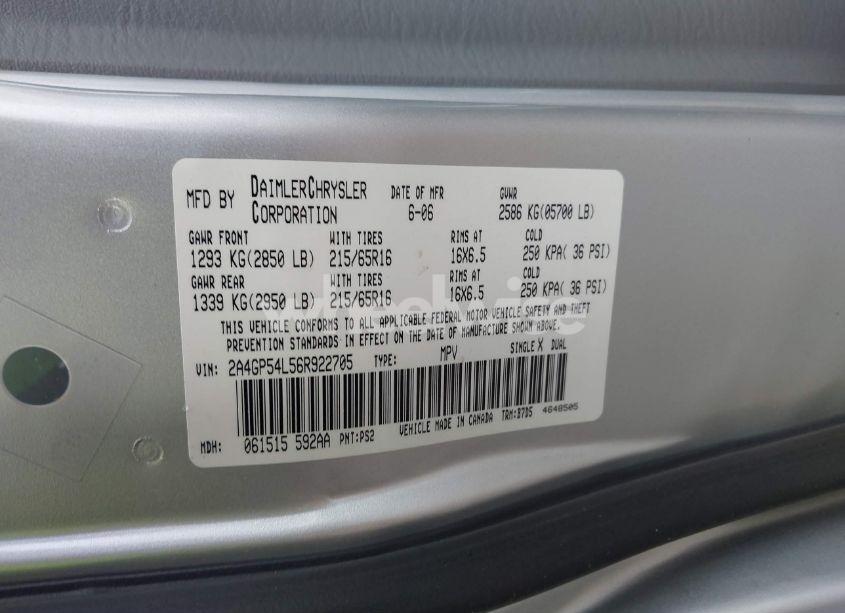 MFD BY DAIMLERCHRYSLER CORPORATION DATE OF MFR 6-06 GVWR 2586 KG(05700 LB)
GAWR FRONT WITH TIRES RIMS AT COLD
1293 KG(2850 LB) 215/65R16 16X6.5 250 KPA( 36 PSI)
GAWR REAR WITH TIRES RIMS AT COLD
1339 KG(2950 LB) 215/65R16 16X6.5 250 KPA( 36 PSI)
THIS VEHICLE CONFORMS TO ALL APPLICABLE FEDERAL MOTOR VEHICLE SAFETY AND THEFT
PREVENTION STANDARDS IN EFFECT ON THE DATE OF MANUFACTURE SHOWN ABOVE.
VIN: 2A4GP54L56R922705 TYPE: MPV SINGLE X DUAL
MDH: 061515 592AA PNT:PS2 VEHICLE MADE IN CANADA TRM:B7D5 4648505